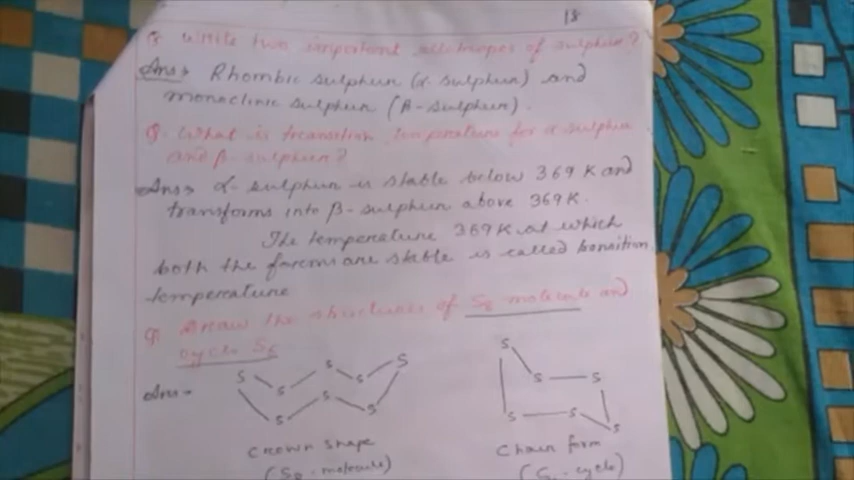 18
Q. Write two important allotropes of sulphur?
Ans→ Rhombic sulphur (α-sulphur) and
monoclinic sulphur (β-sulphur).
Q. What is transition temperature for α sulphur
and β-sulphur?
Ans→ α-sulphur is stable below 369 K and
transforms into β-sulphur above 369 K.
The temperature 369 K at which
both the forms are stable is called transition
temperature
Q. Draw the structures of S8 molecule and
cyclo S6
Ans→
S S S S S S S S
S S S S S S
Crown shape
Chain form
(S8-molecule)
cycle)